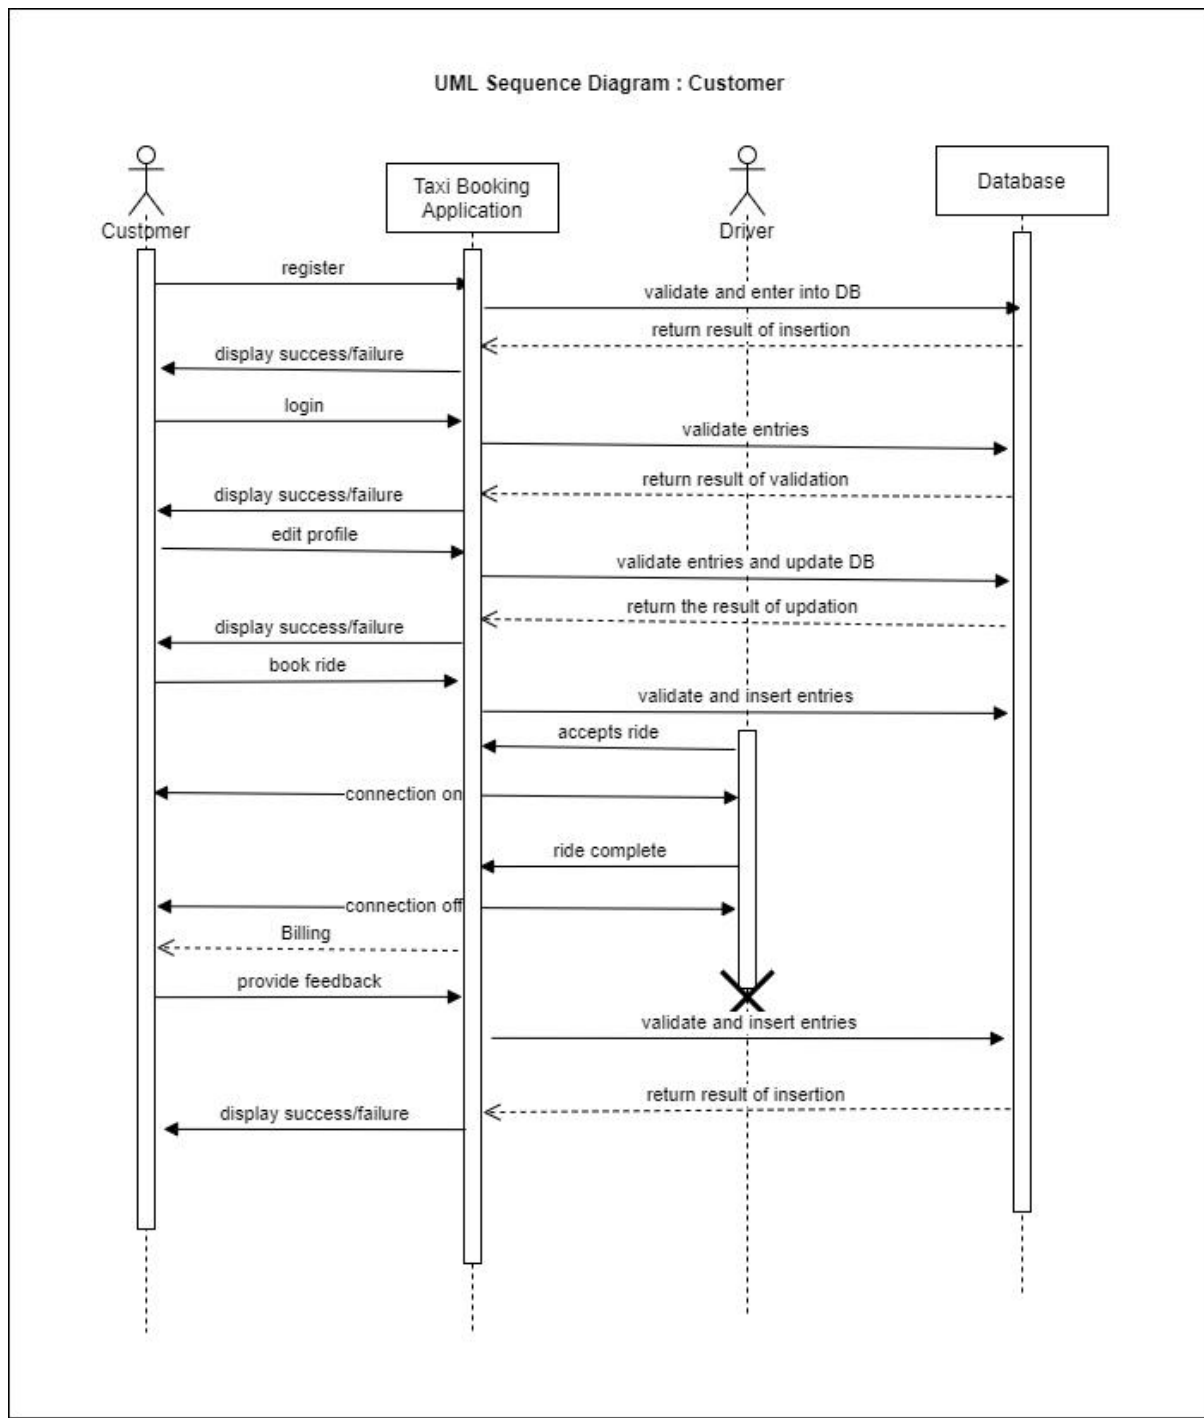 UML Sequence Diagram : Customer
Customer
Taxi Booking
Application
Driver
Database
register
validate and enter into DB
return result of insertion
display success/failure
login
validate entries
return result of validation
display success/failure
edit profile
validate entries and update DB
return the result of updation
display success/failure
book ride
validate and insert entries
accepts ride
connection on
ride complete
connection off
Billing
provide feedback
validate and insert entries
return result of insertion
display success/failure